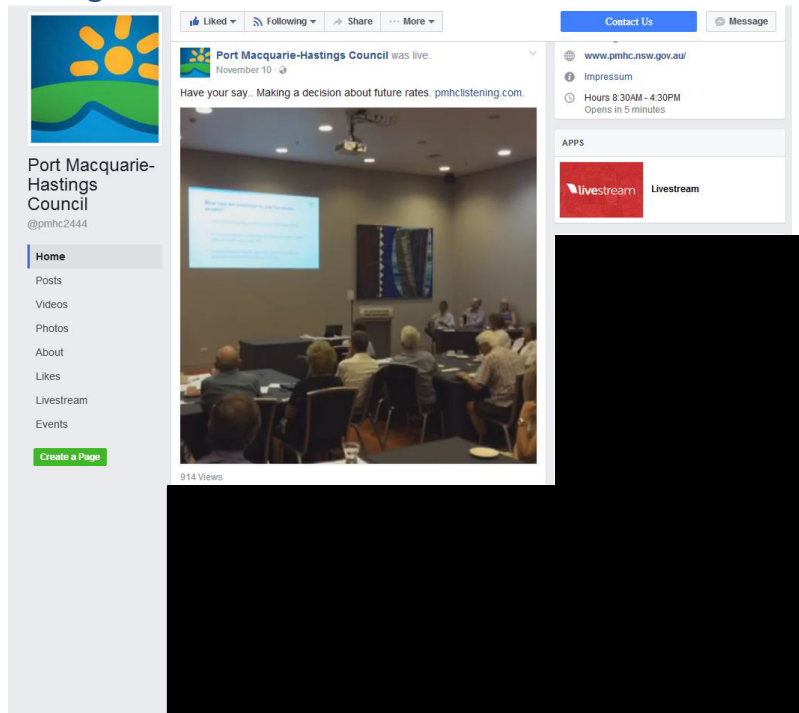 Liked Following Share More Contact Us Message
Port Macquarie-Hastings Council was live.
November 10
Have your say.. Making a decision about future rates. pmhclistening.com.
914 Views
Port Macquarie-
Hastings
Council
@pmhc2444
Home
Posts
Videos
Photos
About
Likes
Livestream
Events
Create a Page
www.pmhc.nsw.gov.au/
Impressum
Hours 8:30AM - 4:30PM
Opens in 5 minutes
APPS
livestream Livestream